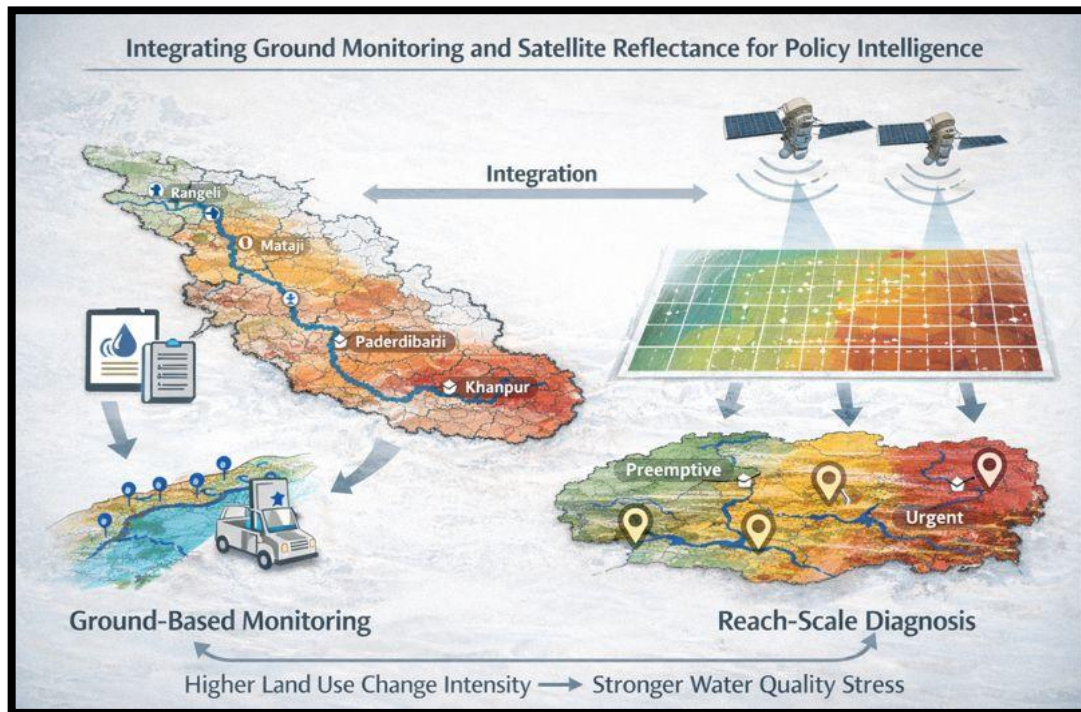 Integrating Ground Monitoring and Satellite Reflectance for Policy Intelligence
Integration
Rangeli
Mataji
Khanpur
Preemptive
Urgent
Ground-Based Monitoring
Reach-Scale Diagnosis
Higher Land Use Change Intensity → Stronger Water Quality Stress